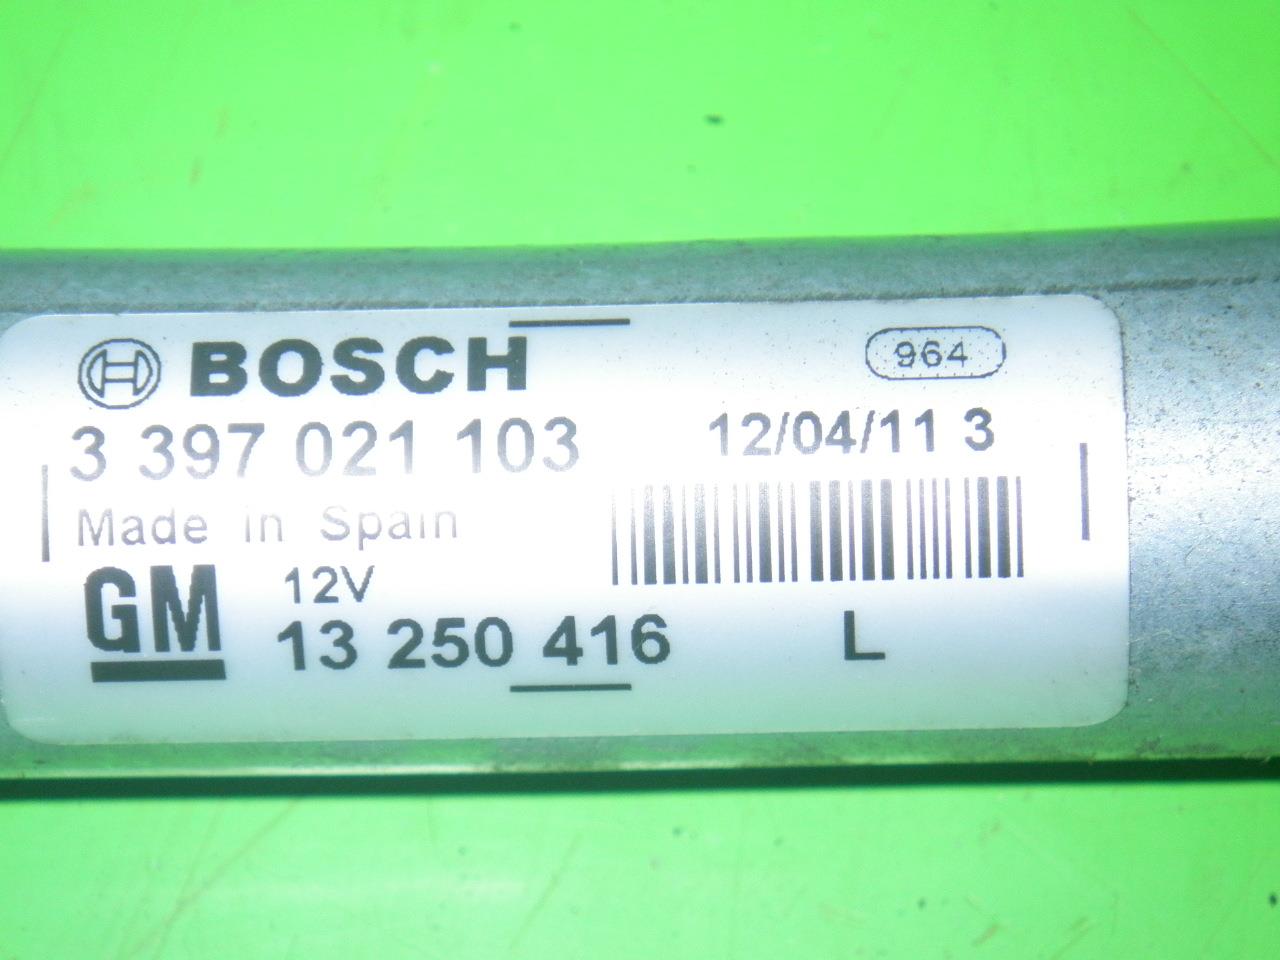 BOSCH
964
3 397 021 103
12/04/11 3
Made in Spain
GM
12V
13 250 416
L